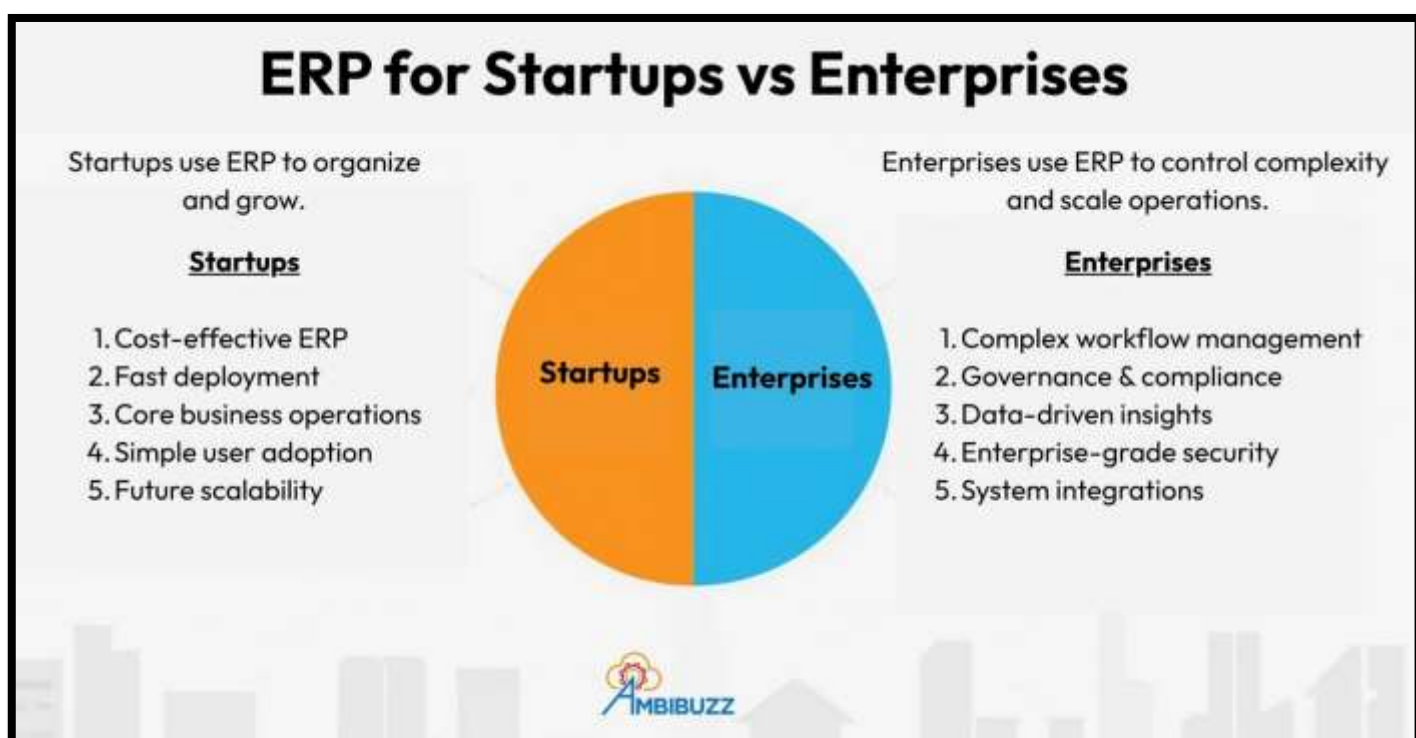 ERP for Startups vs Enterprises
Startups use ERP to organize
and grow.
Startups
1. Cost-effective ERP
2. Fast deployment
3. Core business operations
4. Simple user adoption
5. Future scalability
Startups
Enterprises
Enterprises use ERP to control complexity
and scale operations.
Enterprises
1. Complex workflow management
2. Governance & compliance
3. Data-driven insights
4. Enterprise-grade security
5. System integrations
AMBIBUZZ